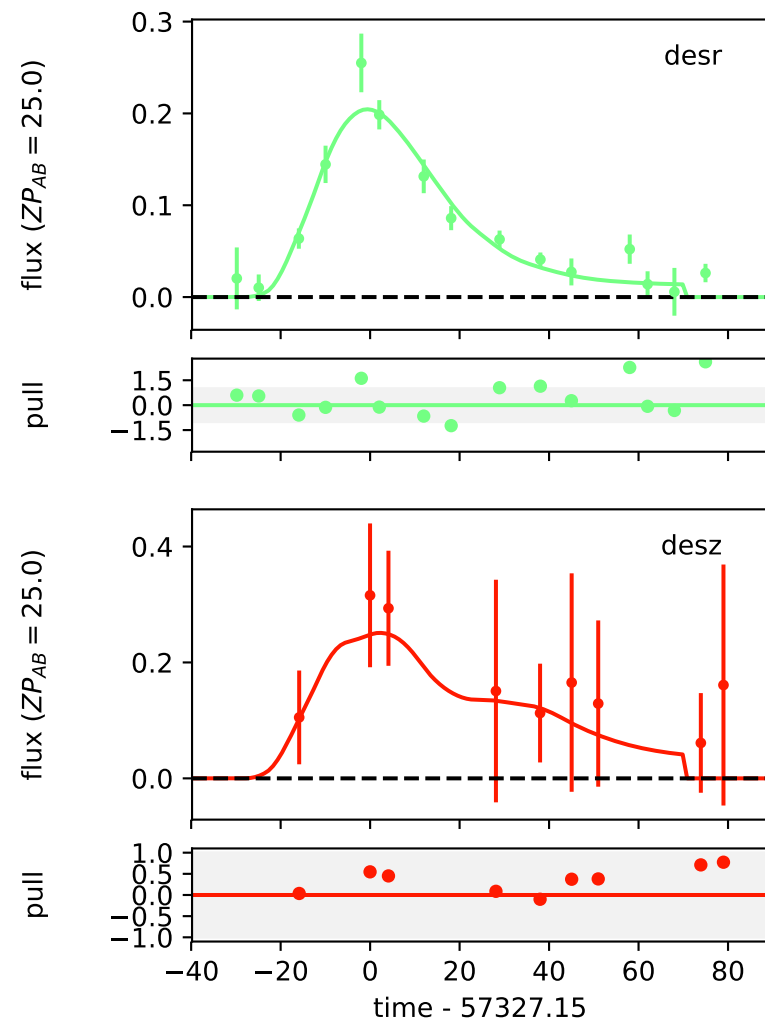 desr
flux (ZP_AB = 25.0)
0.3
0.2
0.1
0.0
pull
1.5
0.0
−1.5
desz
flux (ZP_AB = 25.0)
0.4
0.2
0.0
pull
1.0
0.5
0.0
−0.5
−1.0
−40 −20 0 20 40 60 80
time - 57327.15